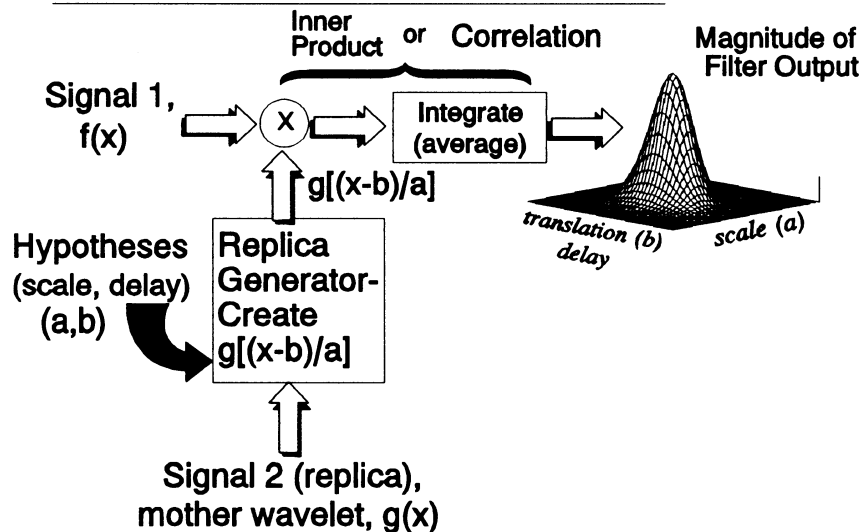 Inner
Product or Correlation
Magnitude of
Filter Output
Signal 1,
f(x)
X
Integrate
(average)
g[(x-b)/a]
translation (b)
delay
scale (a)
Hypotheses
(scale, delay)
(a,b)
Replica
Generator-
Create
g[(x-b)/a]
Signal 2 (replica),
mother wavelet, g(x)